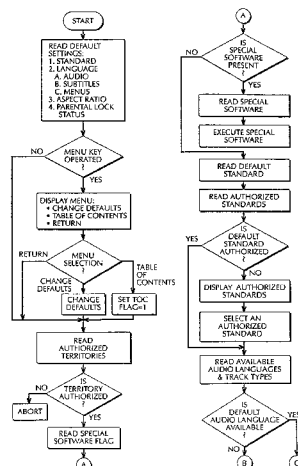 START
READ DEFAULT
SETTINGS:
1. STANDARD
2. LANGUAGE
A. AUDIO
B. SUBTITLES
C. MENUS
3. ASPECT RATIO
4. PARENTAL LOCK
STATUS
NO
MENU KEY
OPERATED
?
YES
DISPLAY MENU:
• CHANGE DEFAULTS
• TABLE OF CONTENTS
• RETURN
RETURN
MENU
SELECTION
?
CHANGE
DEFAULTS
TABLE
OF
CONTENTS
CHANGE
DEFAULTS
SET TOC
FLAG=1
READ
AUTHORIZED
TERRITORIES
NO
IS
TERRITORY
AUTHORIZED
?
ABORT
YES
READ SPECIAL
SOFTWARE FLAG
A
A
NO
IS
SPECIAL
SOFTWARE
PRESENT
?
YES
READ SPECIAL
SOFTWARE
EXECUTE SPECIAL
SOFTWARE
READ DEFAULT
STANDARD
READ AUTHORIZED
STANDARDS
YES
IS
DEFAULT
STANDARD
AUTHORIZED
?
NO
DISPLAY AUTHORIZED
STANDARDS
SELECT AN
AUTHORIZED
STANDARD
READ AVAILABLE
AUDIO LANGUAGES
& TRACK TYPES
IS
DEFAULT
AUDIO LANGUAGE
AVAILABLE
?
YES
NO
B
C